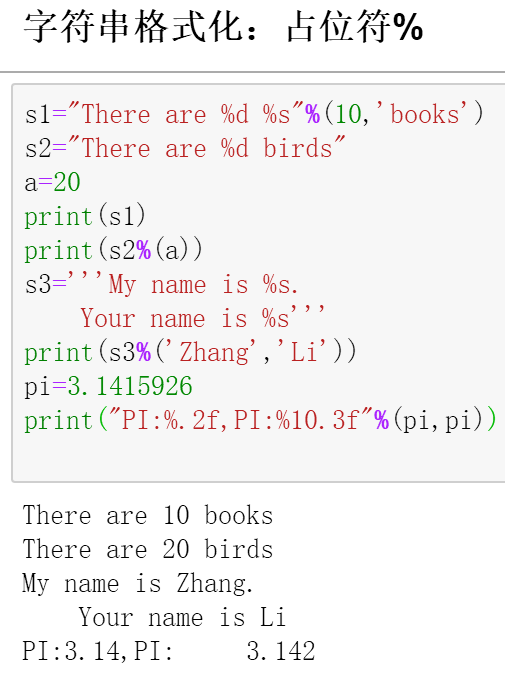 字符串格式化：占位符%
s1="There are %d %s"%(10,'books')
s2="There are %d birds"
a=20
print(s1)
print(s2%(a))
s3='''My name is %s.
    Your name is %s'''
print(s3%('Zhang','Li'))
pi=3.1415926
print("PI:%.2f,PI:%10.3f"%(pi,pi))
There are 10 books
There are 20 birds
My name is Zhang.
    Your name is Li
PI:3.14,PI:     3.142